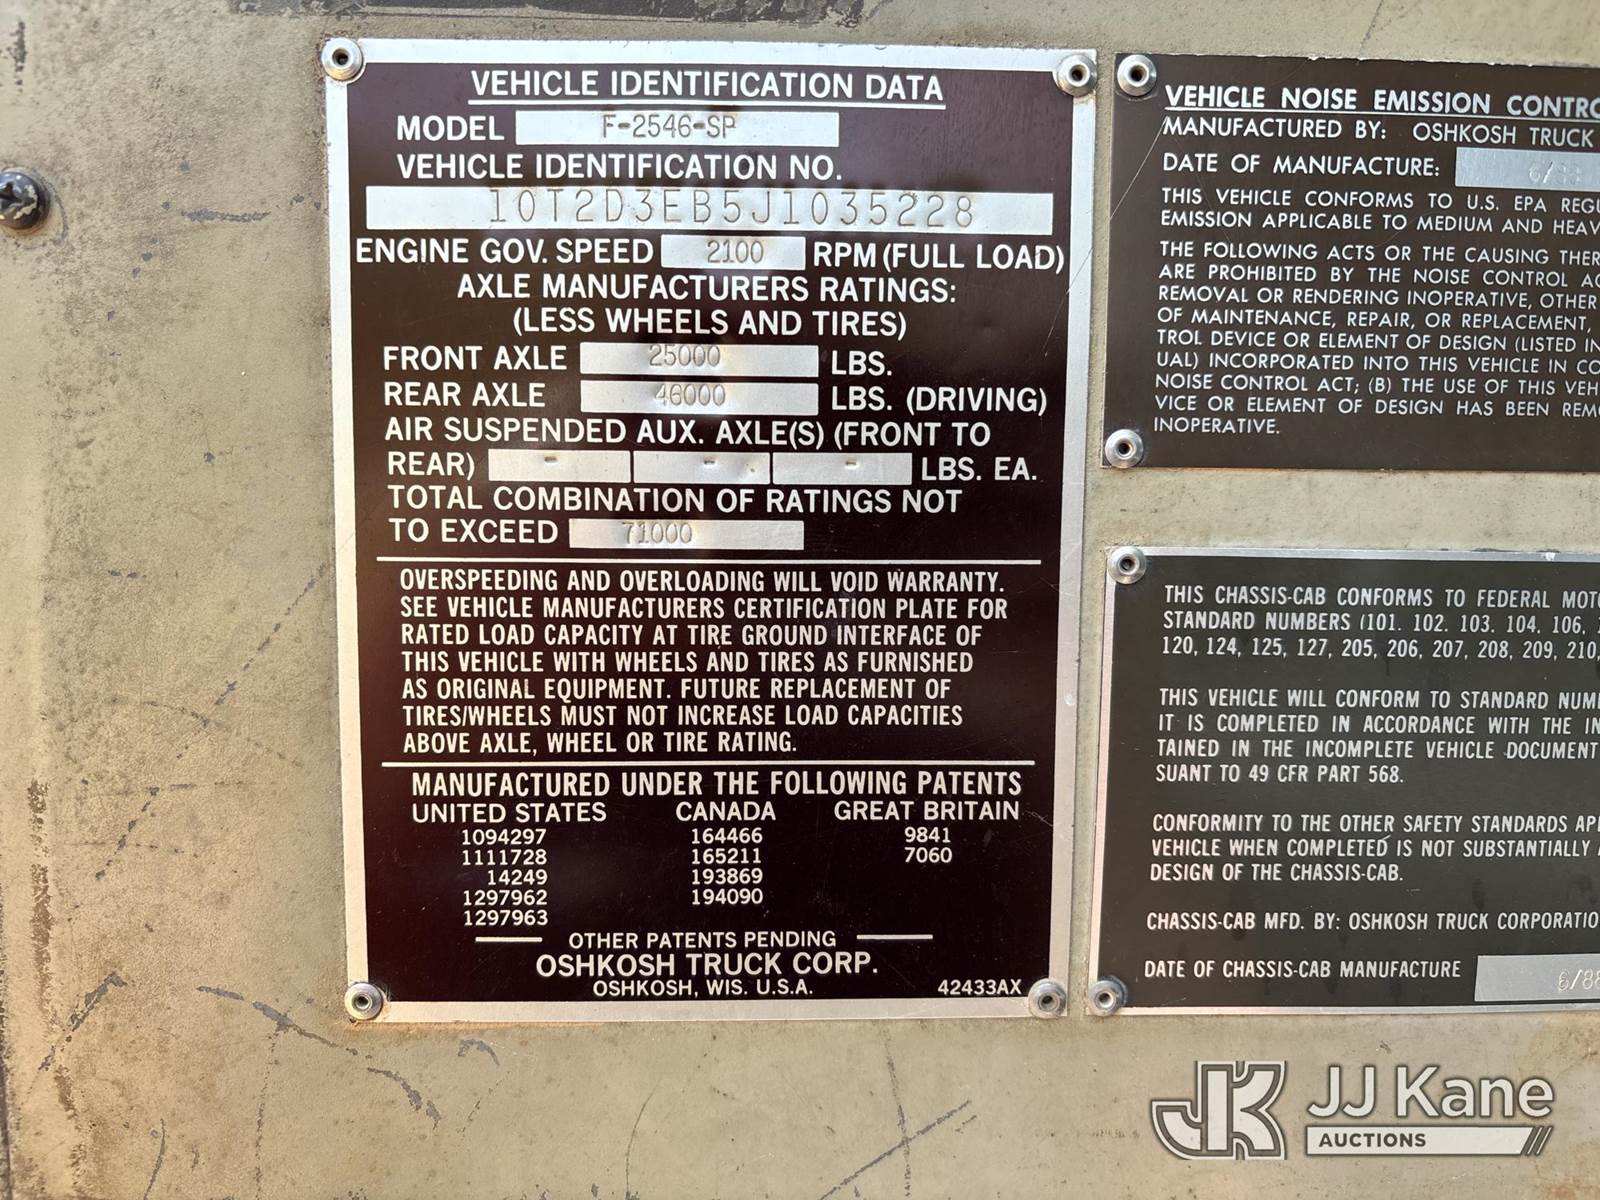 VEHICLE IDENTIFICATION DATA
MODEL F-2546-SP
VEHICLE IDENTIFICATION NO.
10T2D3EB5J1035228
ENGINE GOV. SPEED 2100 RPM (FULL LOAD)
AXLE MANUFACTURERS RATINGS:
(LESS WHEELS AND TIRES)
FRONT AXLE 25000 LBS.
REAR AXLE 46000 LBS. (DRIVING)
AIR SUSPENDED AUX. AXLE(S) (FRONT TO
REAR) - - - LBS. EA.
TOTAL COMBINATION OF RATINGS NOT
TO EXCEED 71000
OVERSPEEDING AND OVERLOADING WILL VOID WARRANTY.
SEE VEHICLE MANUFACTURERS CERTIFICATION PLATE FOR
RATED LOAD CAPACITY AT TIRE GROUND INTERFACE OF
THIS VEHICLE WITH WHEELS AND TIRES AS FURNISHED
AS ORIGINAL EQUIPMENT. FUTURE REPLACEMENT OF
TIRES/WHEELS MUST NOT INCREASE LOAD CAPACITIES
ABOVE AXLE, WHEEL OR TIRE RATING.
MANUFACTURED UNDER THE FOLLOWING PATENTS
UNITED STATES CANADA GREAT BRITAIN
1094297 164466 9841
1111728 165211 7060
14249 193869
1297962 194090
1297963
OTHER PATENTS PENDING
OSHKOSH TRUCK CORP.
OSHKOSH, WIS. U.S.A. 42433AX
VEHICLE NOISE EMISSION CONTRO
MANUFACTURED BY: OSHKOSH TRUCK
DATE OF MANUFACTURE: 6/88
THIS VEHICLE CONFORMS TO U.S. EPA REGU
EMISSION APPLICABLE TO MEDIUM AND HEAV
THE FOLLOWING ACTS OR THE CAUSING THER
ARE PROHIBITED BY THE NOISE CONTROL AC
REMOVAL OR RENDERING INOPERATIVE, OTHER
OF MAINTENANCE, REPAIR, OR REPLACEMENT,
TROL DEVICE OR ELEMENT OF DESIGN (LISTED IN
UAL) INCORPORATED INTO THIS VEHICLE IN CO
NOISE CONTROL ACT; (B) THE USE OF THIS VEH
VICE OR ELEMENT OF DESIGN HAS BEEN REM
INOPERATIVE.
THIS CHASSIS-CAB CONFORMS TO FEDERAL MOT
STANDARD NUMBERS (101. 102. 103. 104, 106,
120, 124, 125, 127, 205, 206, 207, 208, 209, 210,
THIS VEHICLE WILL CONFORM TO STANDARD NUM
IT IS COMPLETED IN ACCORDANCE WITH THE IN
TAINED IN THE INCOMPLETE VEHICLE DOCUMENT
SUANT TO 49 CFR PART 568.
CONFORMITY TO THE OTHER SAFETY STANDARDS AP
VEHICLE WHEN COMPLETED IS NOT SUBSTANTIALLY
DESIGN OF THE CHASSIS-CAB.
CHASSIS-CAB MFD. BY: OSHKOSH TRUCK CORPORATIO
DATE OF CHASSIS-CAB MANUFACTURE 6/88
JK JJ Kane
AUCTIONS